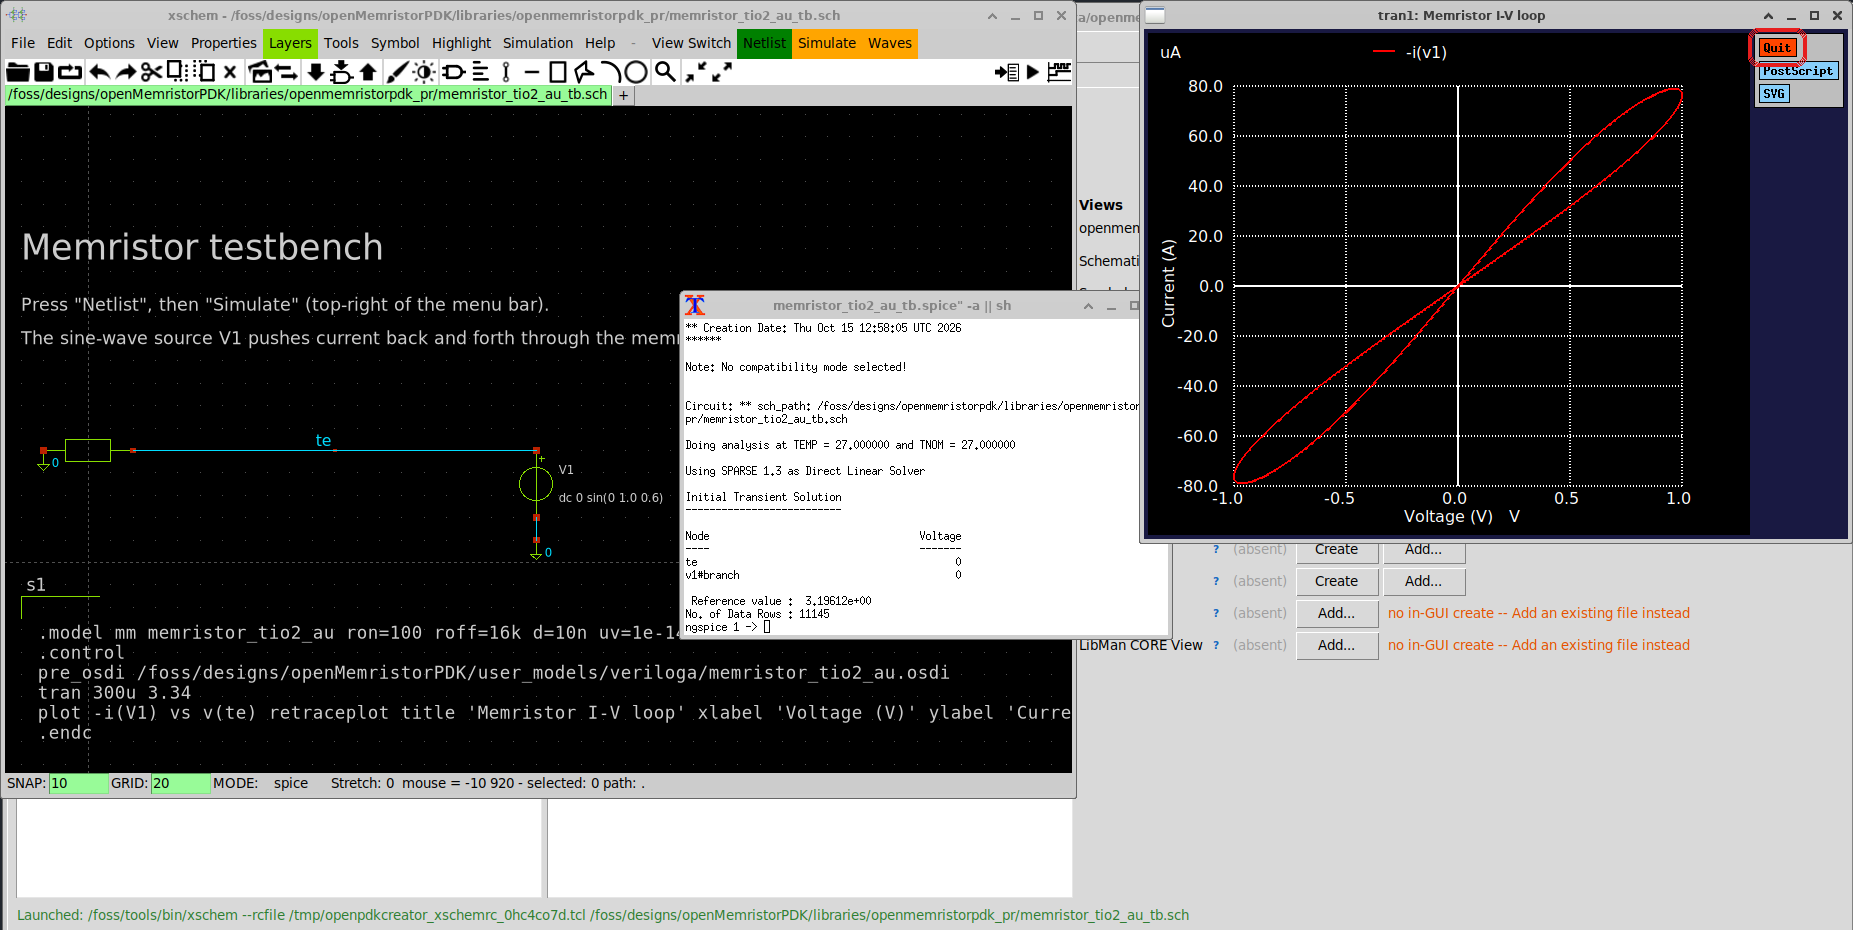 xschem - /foss/designs/openMemristorPDK/libraries/openmemristorpdk_pr/memristor_tio2_au_tb.sch
File Edit Options View Properties Layers Tools Symbol Highlight Simulation Help - View Switch Netlist Simulate Waves
/foss/designs/openMemristorPDK/libraries/openmemristorpdk_pr/memristor_tio2_au_tb.sch +
Memristor testbench
Press "Netlist", then "Simulate" (top-right of the menu bar).
The sine-wave source V1 pushes current back and forth through the mem
te
0
+
V1
dc 0 sin(0 1.0 0.6)
0
s1
.model mm memristor_tio2_au ron=100 roff=16k d=10n uv=1e-14
.control
pre_osdi /foss/designs/openMemristorPDK/user_models/veriloga/memristor_tio2_au.osdi
tran 300u 3.34
plot -i(V1) vs v(te) retraceplot title 'Memristor I-V loop' xlabel 'Voltage (V)' ylabel 'Curre
.endc
SNAP: 10 GRID: 20 MODE: spice Stretch: 0 mouse = -10 920 - selected: 0 path: .
memristor_tio2_au_tb.spice" -a || sh
** Creation Date: Thu Oct 15 12:58:05 UTC 2026
******
Note: No compatibility mode selected!
Circuit: ** sch_path: /foss/designs/openmemristorpdk/libraries/openmemristor
pr/memristor_tio2_au_tb.sch
Doing analysis at TEMP = 27.000000 and TNOM = 27.000000
Using SPARSE 1.3 as Direct Linear Solver
Initial Transient Solution
--------------------------
Node Voltage
---- -------
te 0
v1#branch 0
Reference value : 3.19612e+00
No. of Data Rows : 11145
ngspice 1 ->
a/openme
Views
openmen
Schemati
tran1: Memristor I-V loop
uA
-i(v1)
Quit
PostScript
SVG
80.0
60.0
40.0
20.0
0.0
-20.0
-40.0
-60.0
-80.0
Current (A)
-1.0 -0.5 0.0 0.5 1.0
Voltage (V) V
? (absent) Create Add...
? (absent) Create Add...
? (absent) Add... no in-GUI create -- Add an existing file instead
LibMan CORE View ? (absent) Add... no in-GUI create -- Add an existing file instead
Launched: /foss/tools/bin/xschem --rcfile /tmp/openpdkcreator_xschemrc_0hc4co7d.tcl /foss/designs/openMemristorPDK/libraries/openmemristorpdk_pr/memristor_tio2_au_tb.sch